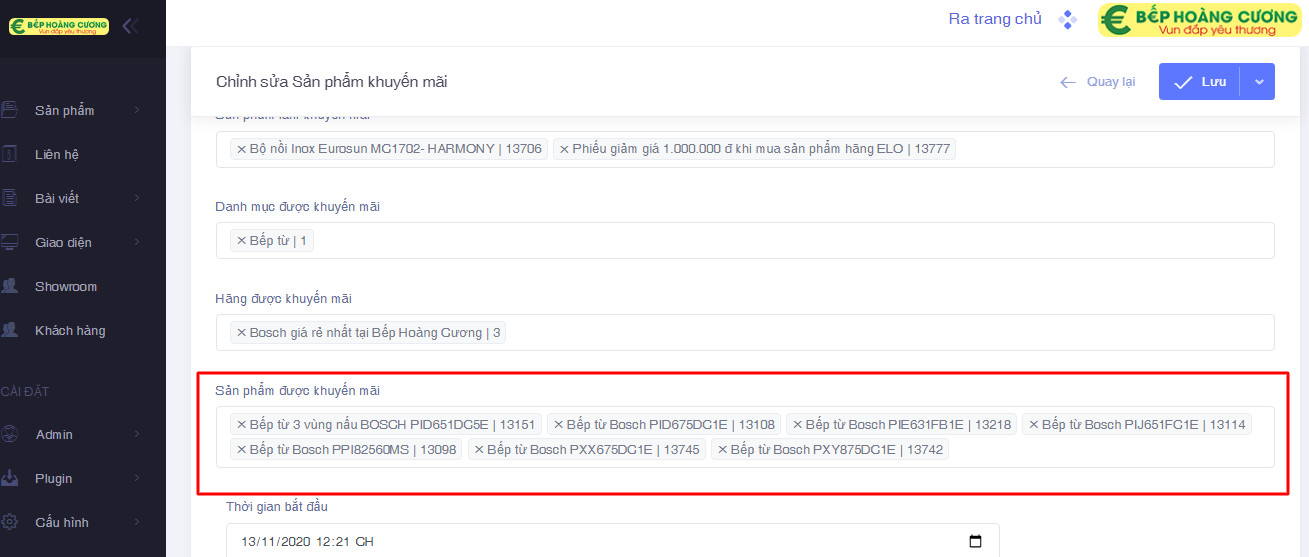 BẾP HOÀNG CƯƠNG
Ra trang chủ
BẾP HOÀNG CƯƠNG
Vun đắp yêu thương
Chỉnh sửa Sản phẩm khuyến mãi
Quay lại
Lưu
Sản phẩm làm khuyến mãi
× Bộ nồi Inox Eurosun MC1702- HARMONY | 13706 × Phiếu giảm giá 1.000.000 đ khi mua sản phẩm hãng ELO | 13777
Danh mục được khuyến mãi
× Bếp từ | 1
Hãng được khuyến mãi
× Bosch giá rẻ nhất tại Bếp Hoàng Cương | 3
Sản phẩm được khuyến mãi
× Bếp từ 3 vùng nấu BOSCH PID651DC5E | 13151 × Bếp từ Bosch PID675DC1E | 13108 × Bếp từ Bosch PIE631FB1E | 13218 × Bếp từ Bosch PIJ651FC1E | 13114
× Bếp từ Bosch PPI82560MS | 13098 × Bếp từ Bosch PXX675DC1E | 13745 × Bếp từ Bosch PXY875DC1E | 13742
Thời gian bắt đầu
13/11/2020 12:21 CH
Sản phẩm
Liên hệ
Bài viết
Giao diện
Showroom
Khách hàng
CÀI ĐẶT
Admin
Plugin
Cấu hình